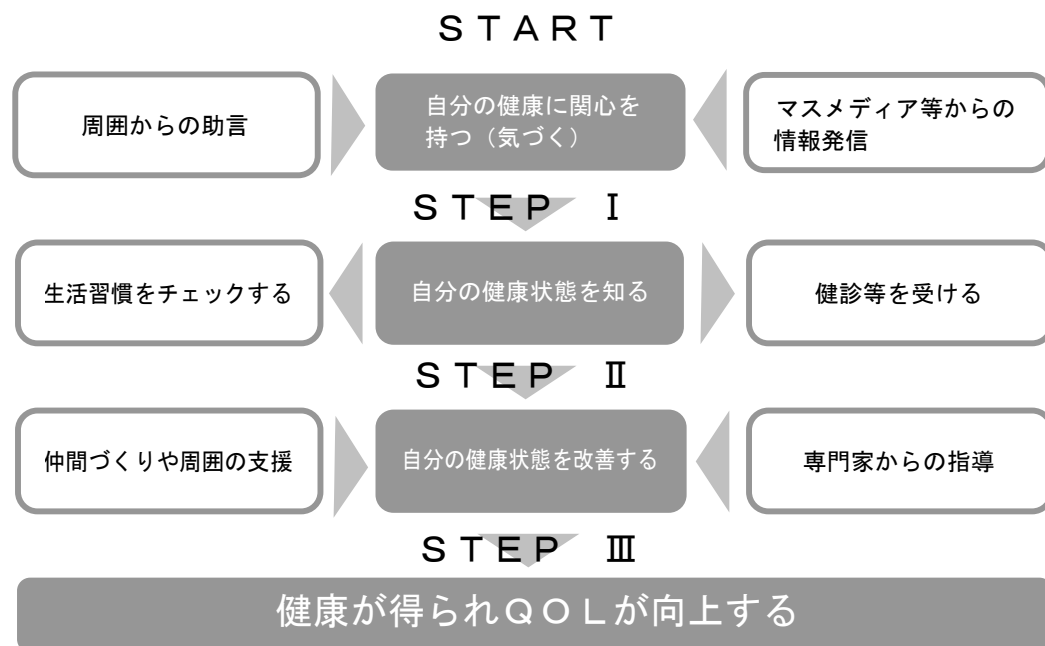 ＳＴＡＲＴ
周囲からの助言
自分の健康に関心を
持つ（気づく）
マスメディア等からの
情報発信
ＳＴＥＰ　Ⅰ
生活習慣をチェックする
自分の健康状態を知る
健診等を受ける
ＳＴＥＰ　Ⅱ
仲間づくりや周囲の支援
自分の健康状態を改善する
専門家からの指導
ＳＴＥＰ　Ⅲ
健康が得られＱＯＬが向上する